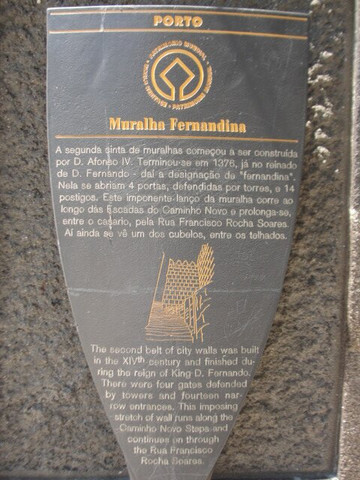 PORTO
PATRIMONIO MUNDIAL
WORLD HERITAGE
PATRIMOINE MONDIAL
Muralha Fernandina
A segunda cinta de muralhas começou a ser construída
por D. Afonso IV. Terminou-se em 1376, já no reinado
de D. Fernando - daí a designação de "fernandina".
Nela se abriam 4 portas, defendidas por torres, e 14
postigos. Este imponente lanço da muralha corre ao
longo das Escadas do Caminho Novo e prolonga-se,
entre o casario, pela Rua Francisco Rocha Soares.
Aí ainda se vê um dos cubelos, entre os telhados.
The second belt of city walls was built
in the XIVth century and finished du-
ring the reign of King D. Fernando.
There were four gates defended
by towers and fourteen nar-
row entrances. This imposing
stretch of wall runs along the
Caminho Novo Steps and
continues on through
the Rua Francisco
Rocha Soares.